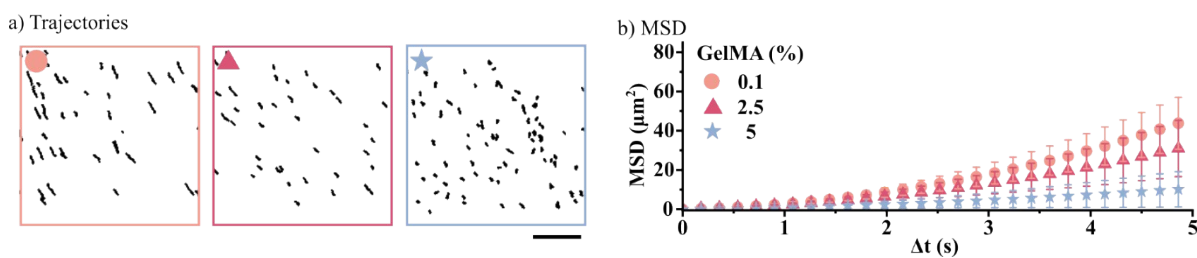 a) Trajectories
b) MSD
GelMA (%)
0.1
2.5
5
MSD (μm²)
80
60
40
20
0
0 1 2 3 4 5
Δt (s)